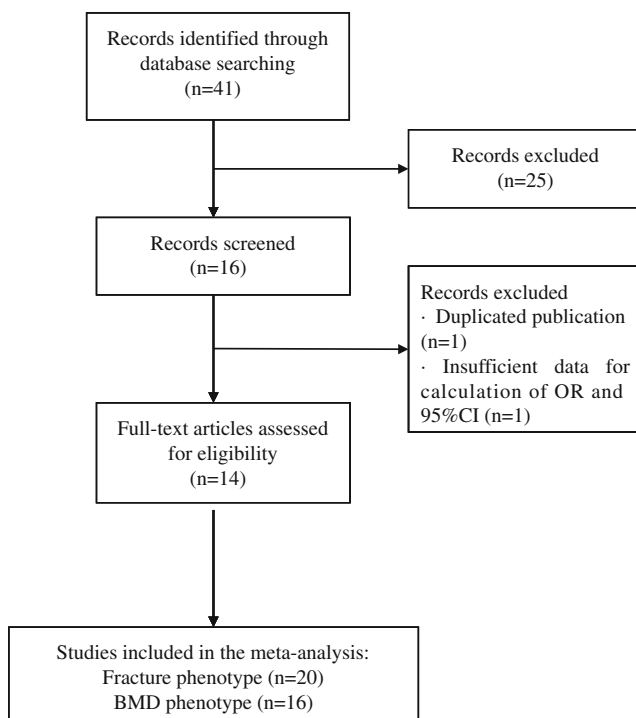 Records identified through
database searching
(n=41)
Records excluded
(n=25)
Records screened
(n=16)
Records excluded
· Duplicated publication
(n=1)
· Insufficient data for
calculation of OR and
95%CI (n=1)
Full-text articles assessed
for eligibility
(n=14)
Studies included in the meta-analysis:
Fracture phenotype (n=20)
BMD phenotype (n=16)